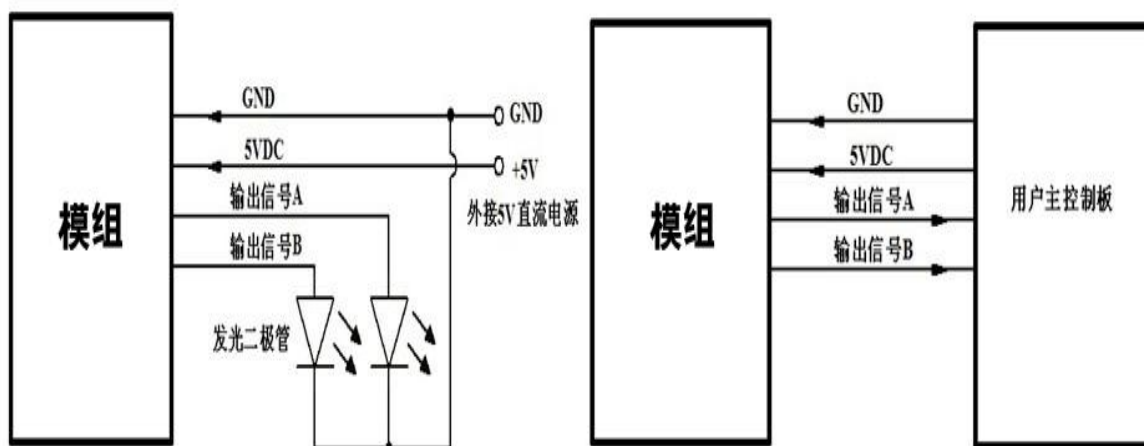 GND
GND
5VDC
+5V
输出信号A
外接5V直流电源
模组
输出信号B
发光二极管
GND
5VDC
输出信号A
用户主控制板
模组
输出信号B